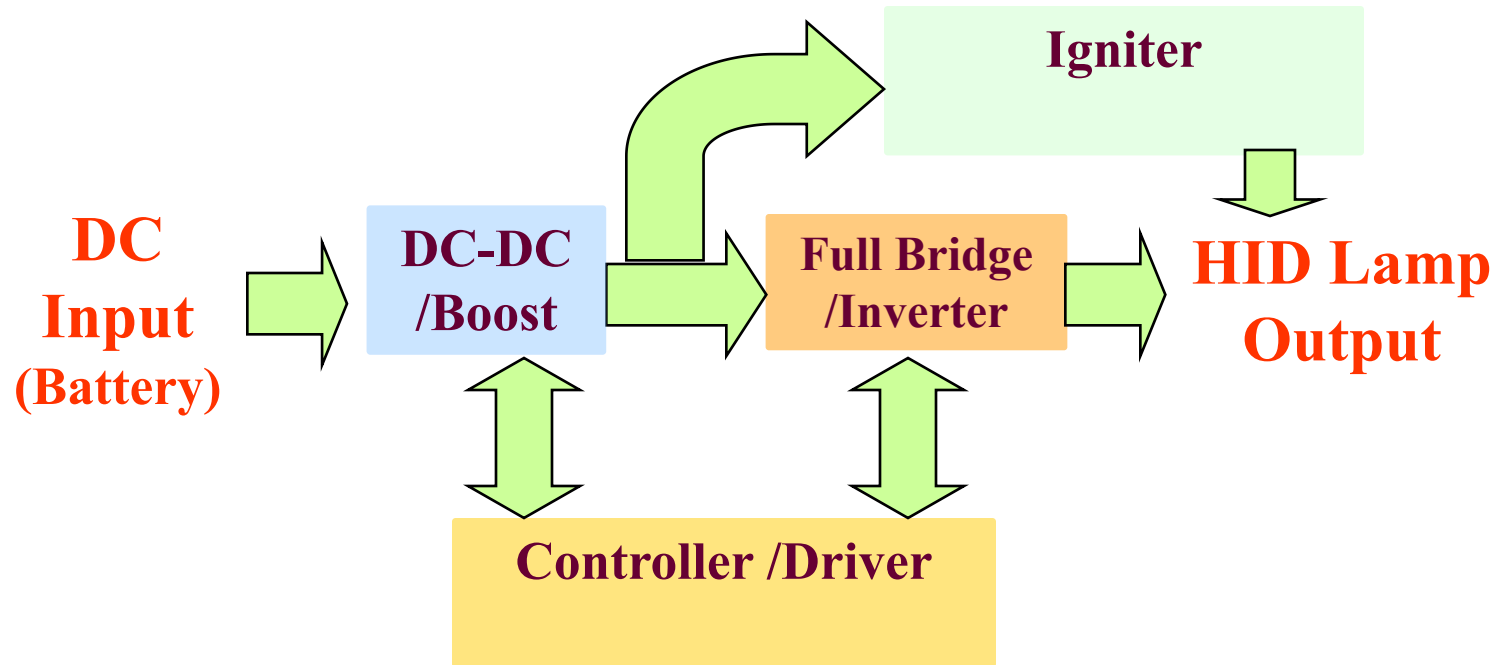 Igniter
DC
Input
(Battery)
DC-DC
/Boost
Full Bridge
/Inverter
HID Lamp
Output
Controller /Driver